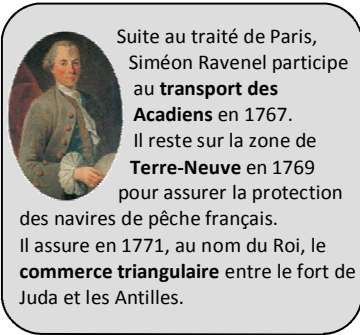 Suite au traité de Paris,
Siméon Ravenel participe
au transport des
Acadiens en 1767.
Il reste sur la zone de
Terre-Neuve en 1769
pour assurer la protection
des navires de pêche français.
Il assure en 1771, au nom du Roi, le
commerce triangulaire entre le fort de
Juda et les Antilles.